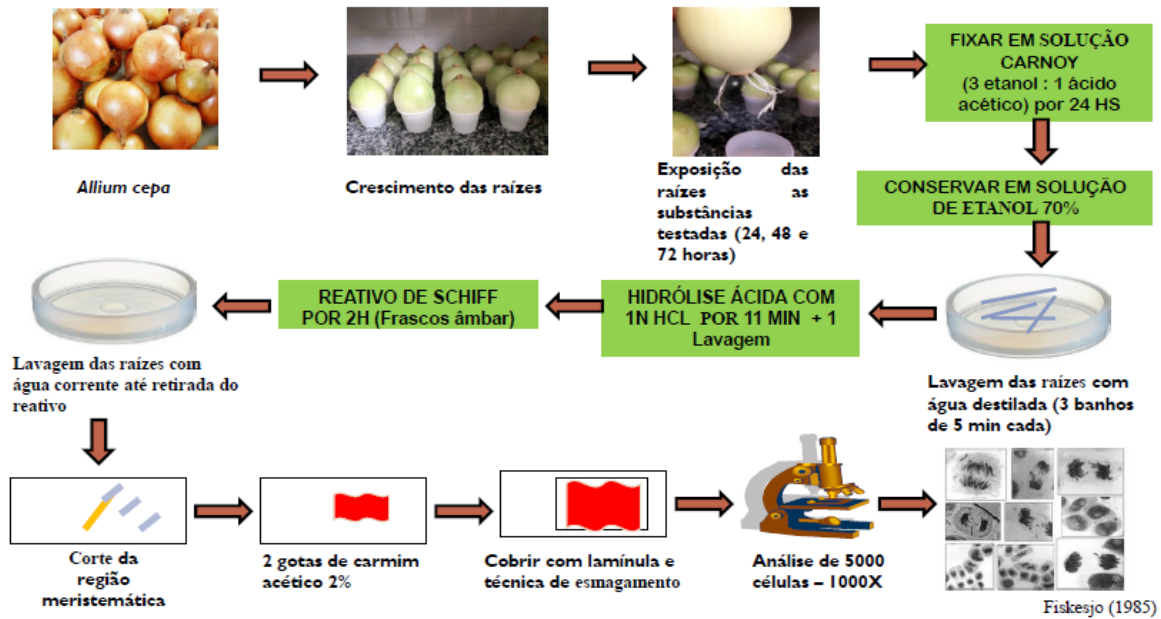 Allium cepa
Crescimento das raízes
Exposição das
raízes as
substâncias
testadas (24, 48 e
72 horas)
FIXAR EM SOLUÇÃO
CARNOY
(3 etanol : 1 ácido
acético) por 24 HS
CONSERVAR EM SOLUÇÃO
DE ETANOL 70%
Lavagem das raízes com
água destilada (3 banhos
de 5 min cada)
HIDRÓLISE ÁCIDA COM
1N HCL POR 11 MIN + 1
Lavagem
REATIVO DE SCHIFF
POR 2H (Frascos âmbar)
Lavagem das raízes com
água corrente até retirada do
reativo
Corte da
região
meristemática
2 gotas de carmim
acético 2%
Cobrir com lamínula e
técnica de esmagamento
Análise de 5000
células – 1000X
Fiskesjo (1985)